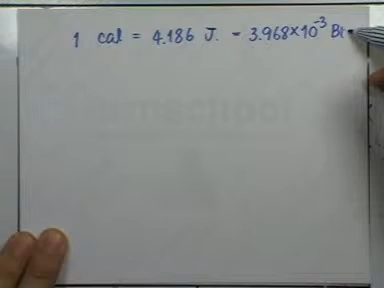 1 cal = 4.186 J. = 3.968×10⁻³